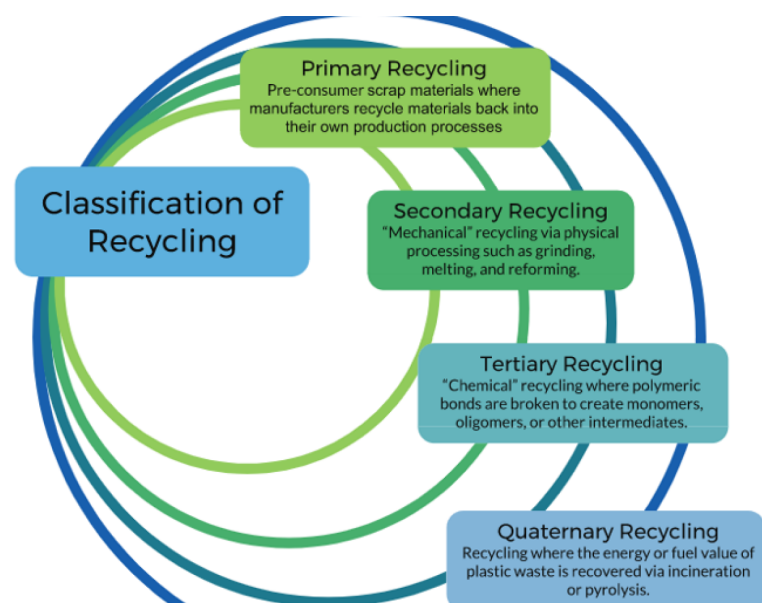 Classification of
Recycling
Primary Recycling
Pre-consumer scrap materials where
manufacturers recycle materials back into
their own production processes
Secondary Recycling
“Mechanical” recycling via physical
processing such as grinding,
melting, and reforming.
Tertiary Recycling
“Chemical” recycling where polymeric
bonds are broken to create monomers,
oligomers, or other intermediates.
Quaternary Recycling
Recycling where the energy or fuel value of
plastic waste is recovered via incineration
or pyrolysis.